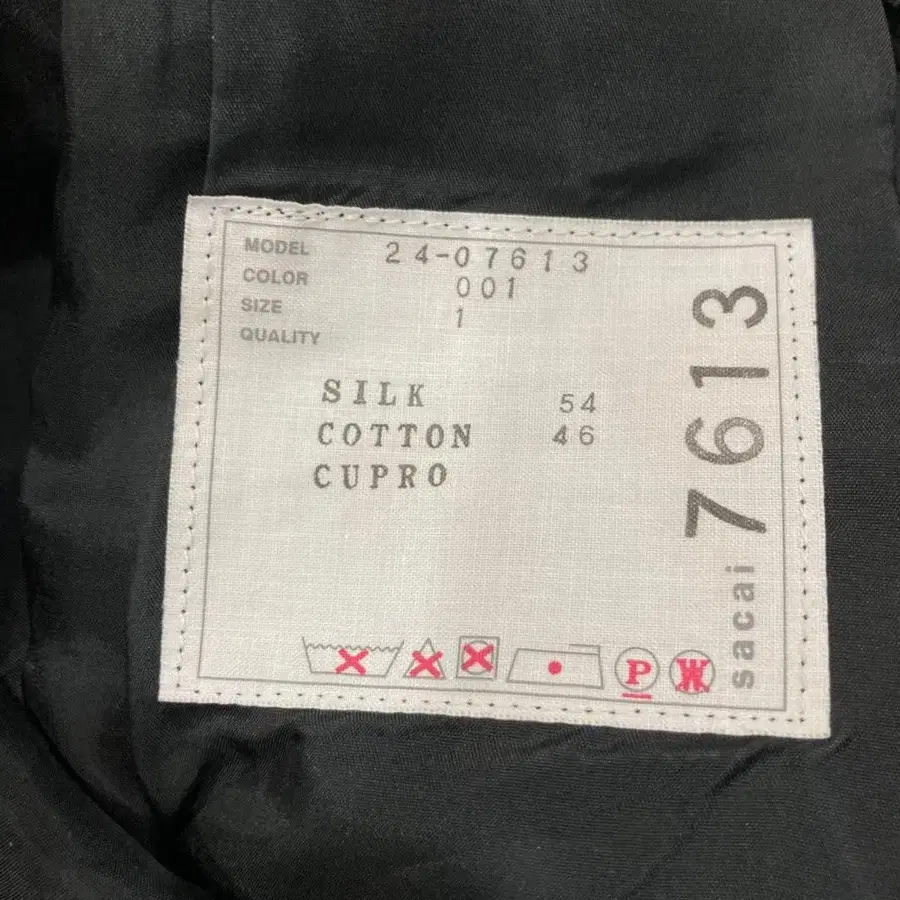 MODEL 24-07613
COLOR 001
SIZE 1
QUALITY
SILK 54
COTTON 46
CUPRO
P
W
sacai 7613